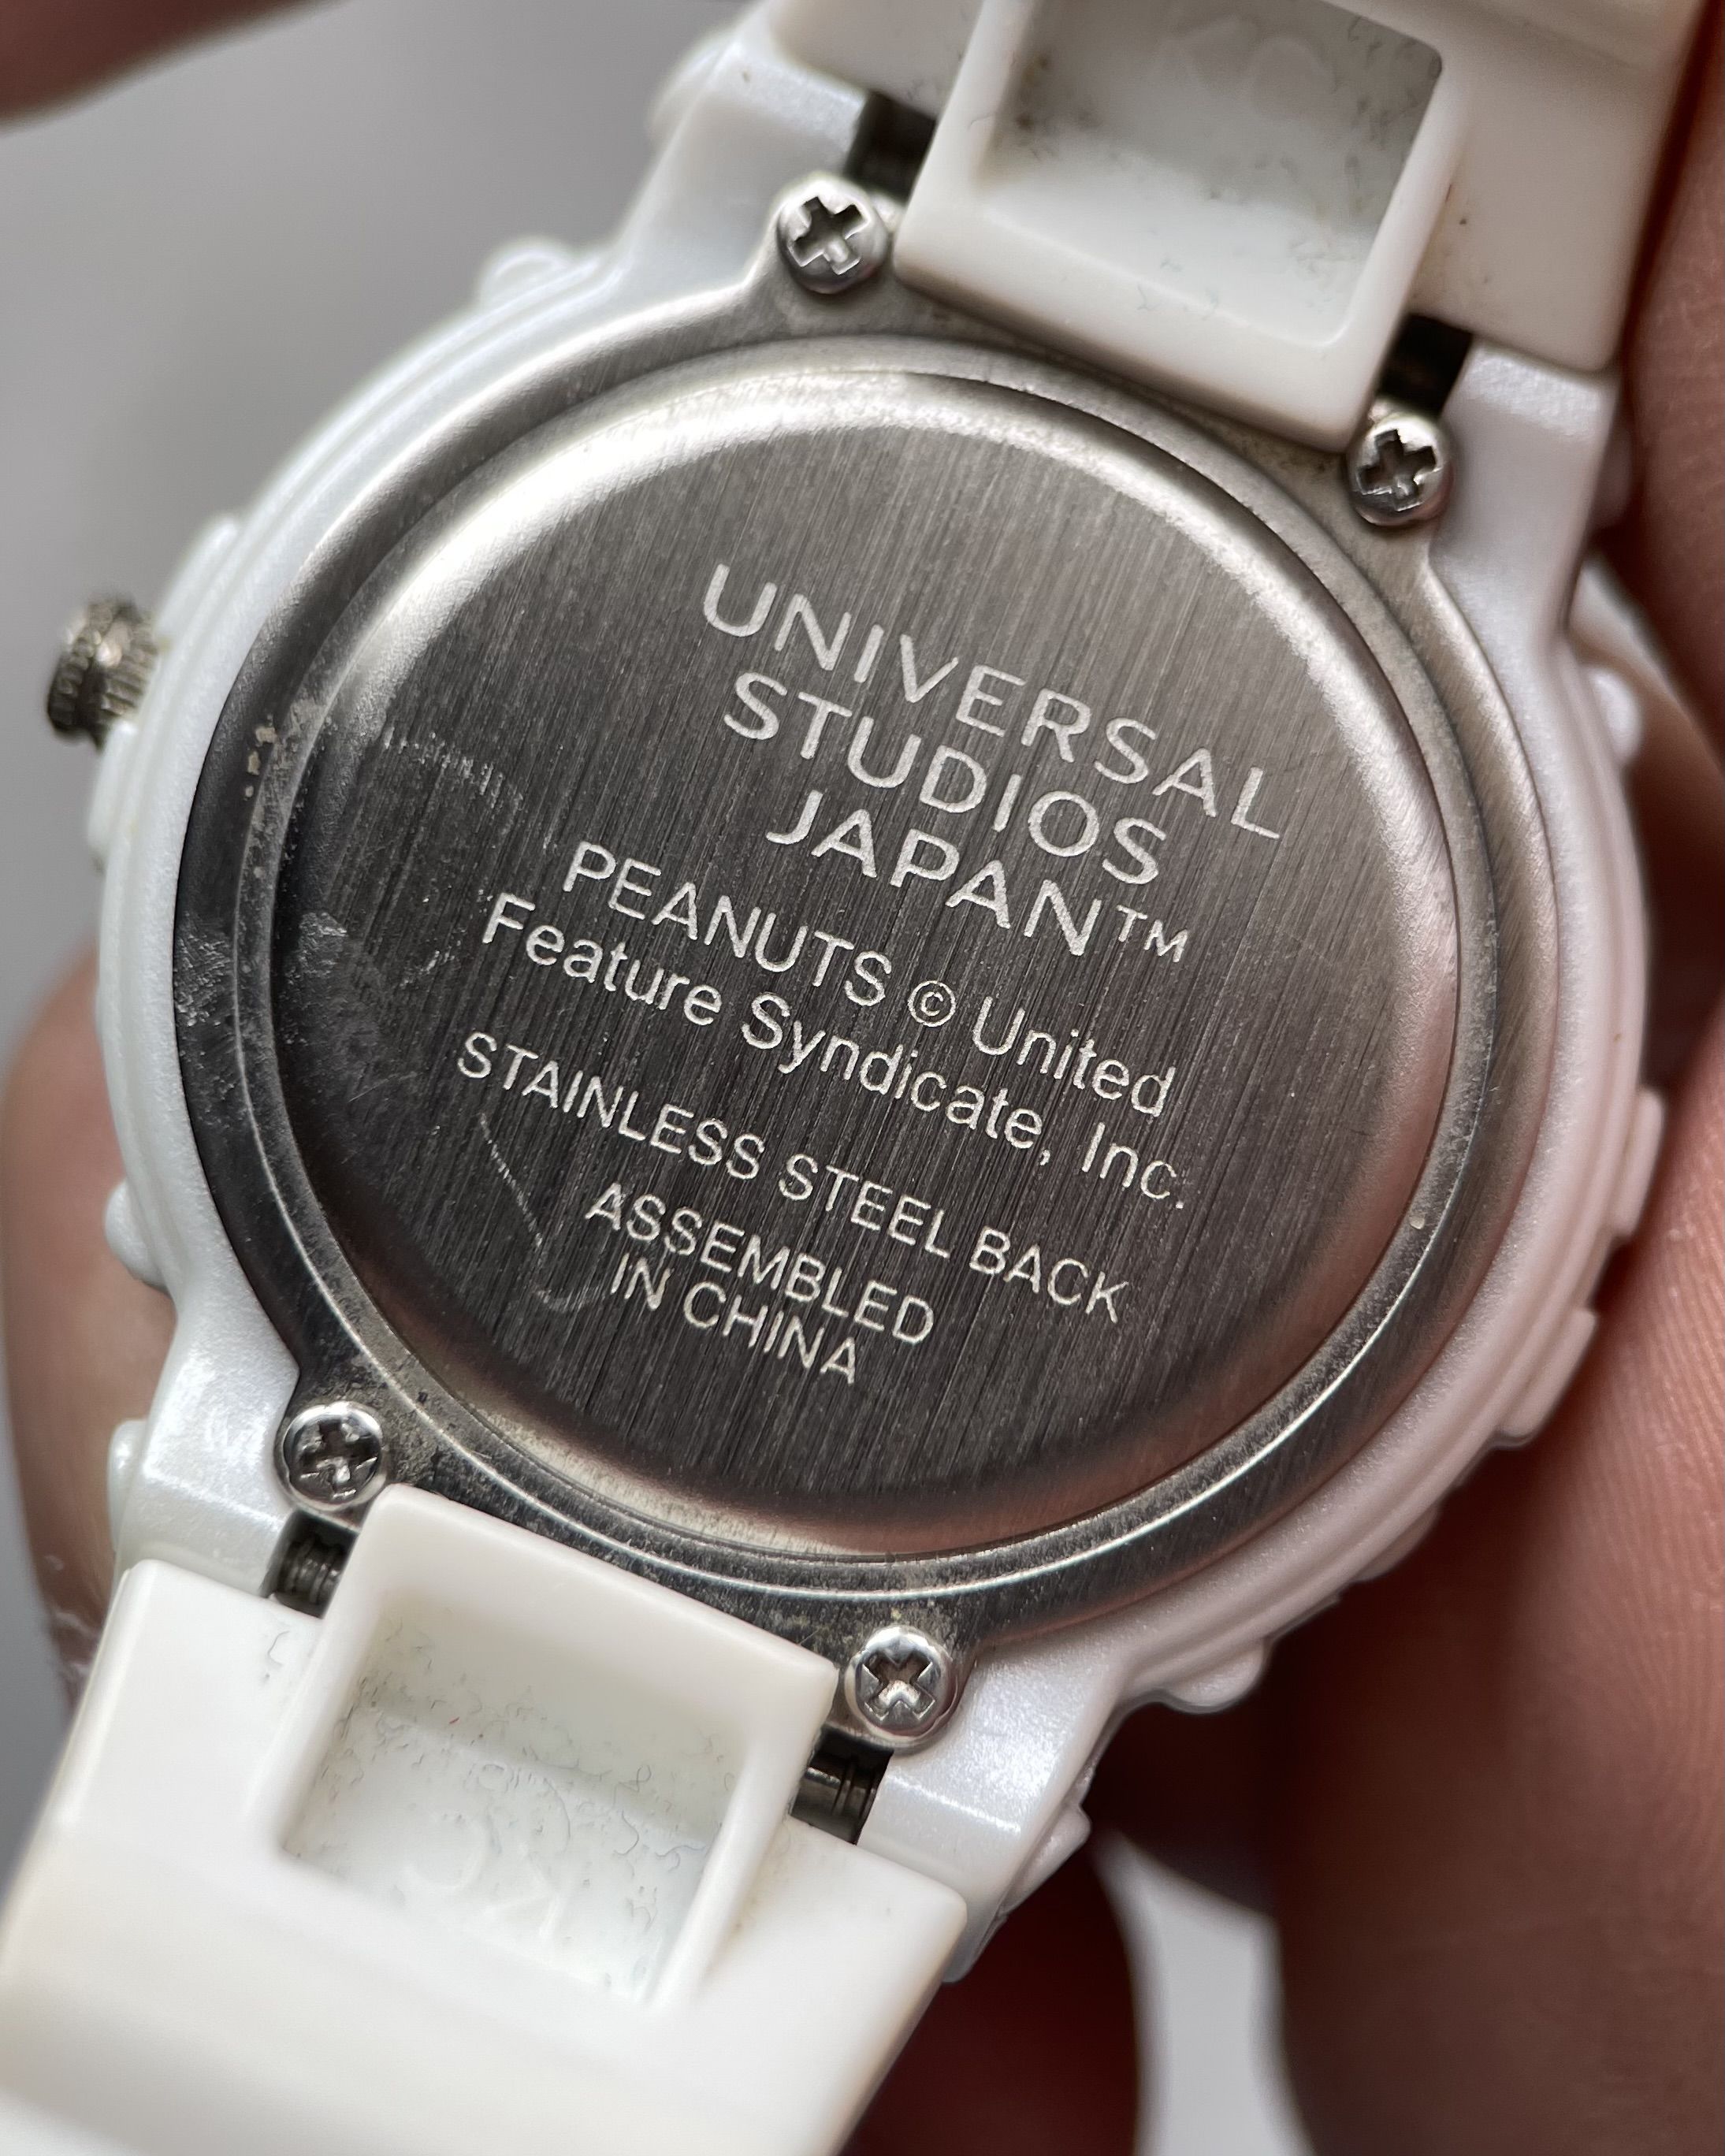 UNIVERSAL
STUDIOS
JAPAN™
PEANUTS © United
Feature Syndicate, Inc.
STAINLESS STEEL BACK
ASSEMBLED
IN CHINA